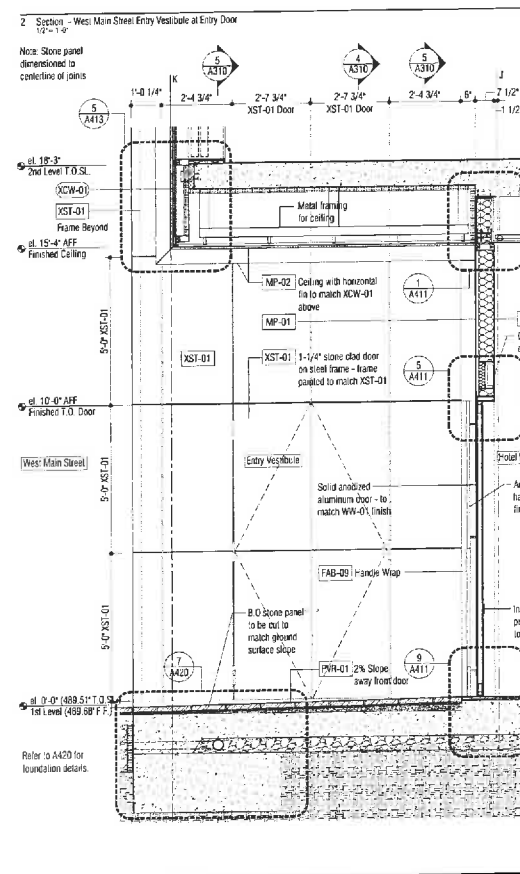 2 Section - West Main Street Entry Vestibule at Entry Door
1/2" = 1'-0"
Note: Stone panel
dimensioned to
centerline of joints
5
A310
4
A310
5
A310
K
J
1'-0 1/4"
2'-4 3/4"
2'-7 3/4"
XST-01 Door
2'-7 3/4"
XST-01 Door
2'-4 3/4"
6"
7 1/2"
1 1/2"
5
A413
el. 16'-3"
2nd Level T.O.SL.
XCW-01
XST-01
Frame Beyond
Metal framing
for ceiling
el. 15'-4" AFF
Finished Ceiling
MP-02 Ceiling with horizontal
fin to match XCW-01
above
1
A411
MP-01
5'-0" XST-01
XST-01
XST-01 1-1/4" stone clad door
on steel frame - frame
painted to match XST-01
5
A411
el. 10'-0" AFF
Finished T.O. Door
West Main Street
5'-0" XST-01
Entry Vestibule
Hotel
Solid anodized
aluminum door - to
match WW-01 finish
FAB-09 Handle Wrap
5'-0" XST-01
B.O stone panel
to be cut to
match ground
surface slope
7
A420
PVR-01 2% Slope
away from door
9
A411
el. 0'-0" (489.51' T.O.SL.
1st Level (489.68' F.F.)
Refer to A420 for
foundation details.